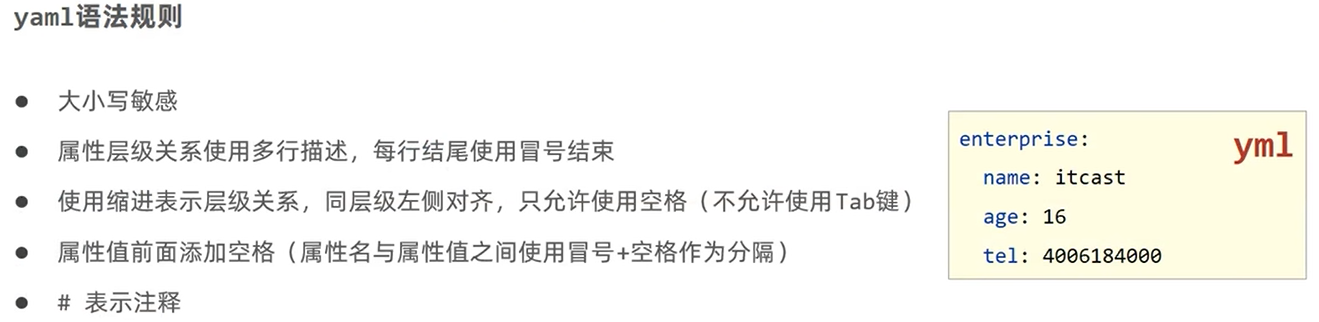 yaml语法规则
● 大小写敏感
● 属性层级关系使用多行描述，每行结尾使用冒号结束
● 使用缩进表示层级关系，同层级左侧对齐，只允许使用空格（不允许使用Tab键）
● 属性值前面添加空格（属性名与属性值之间使用冒号+空格作为分隔）
● # 表示注释
enterprise:
yml
name: itcast
age: 16
tel: 4006184000